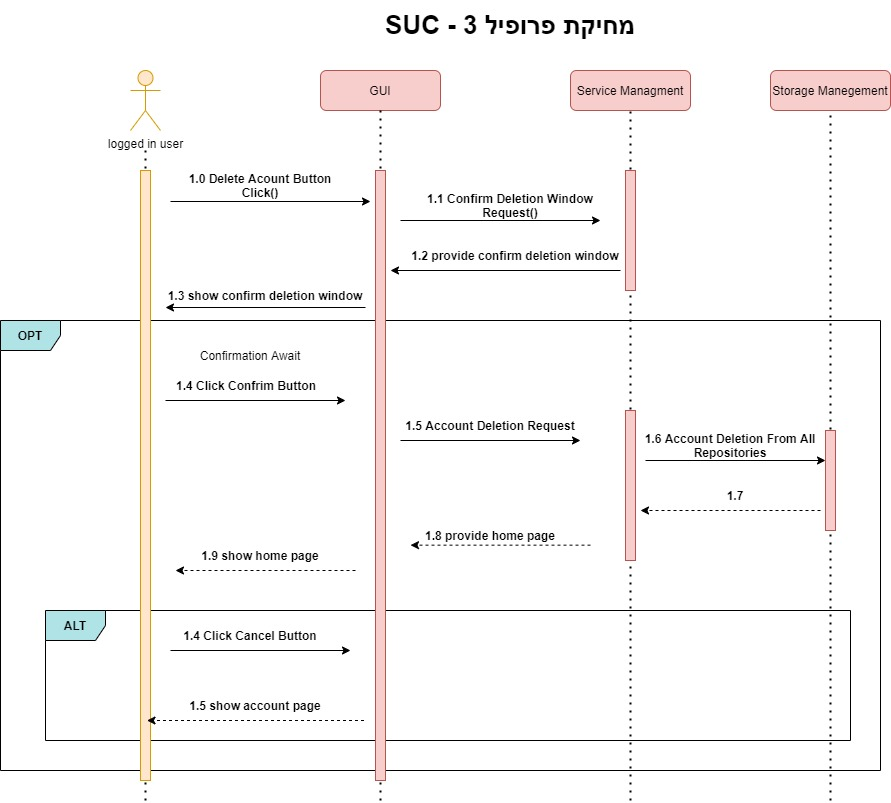 מחיקת פרופיל 3 - SUC
GUI
Service Managment
Storage Manegement
logged in user
1.0 Delete Acount Button
Click()
1.1 Confirm Deletion Window
Request()
1.2 provide confirm deletion window
1.3 show confirm deletion window
OPT
Confirmation Await
1.4 Click Confrim Button
1.5 Account Deletion Request
1.6 Account Deletion From All
Repositories
1.7
1.8 provide home page
1.9 show home page
ALT
1.4 Click Cancel Button
1.5 show account page